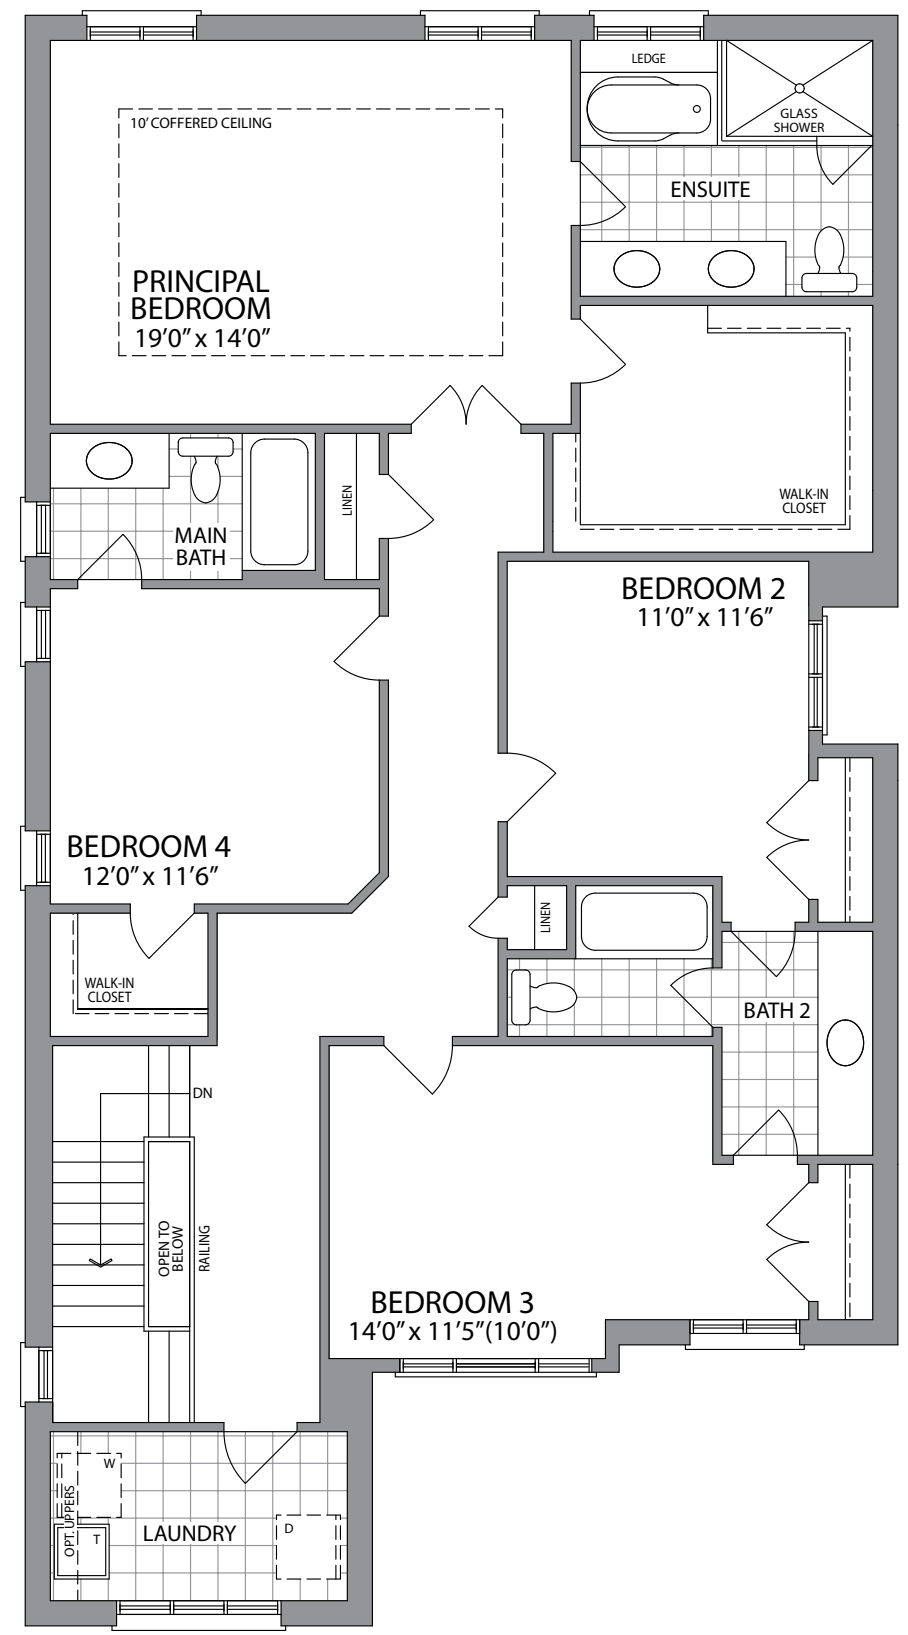 LEDGE
10’ COFFERED CEILING
GLASS
SHOWER
ENSUITE
PRINCIPAL
BEDROOM
19’0” x 14’0”
WALK-IN
CLOSET
LINEN
MAIN
BATH
BEDROOM 2
11’0” x 11’6”
BEDROOM 4
12’0” x 11’6”
LINEN
WALK-IN
CLOSET
BATH 2
DN
OPEN TO
BELOW
RAILING
BEDROOM 3
14’0” x 11’5”(10’0”)
W
OPT. UPPERS
T
LAUNDRY
D